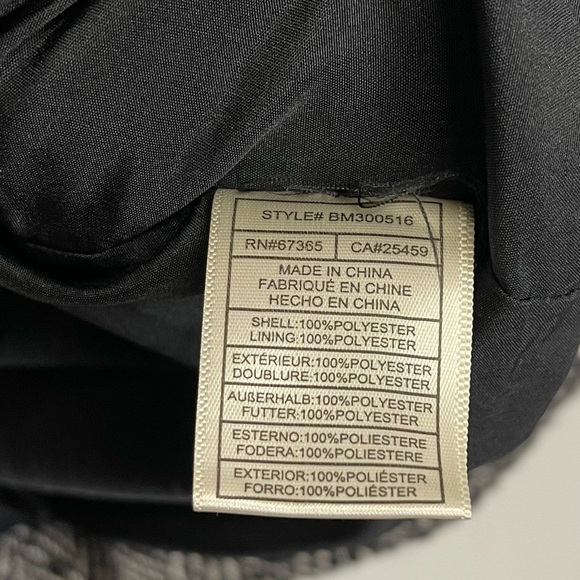 STYLE# BM300516
RN#67365 CA#25459
MADE IN CHINA
FABRIQUÉ EN CHINE
HECHO EN CHINA
SHELL:100%POLYESTER
LINING:100%POLYESTER
EXTÉRIEUR:100%POLYESTER
DOUBLURE:100%POLYESTER
AUßERHALB:100%POLYESTER
FUTTER:100%POLYESTER
ESTERNO:100%POLIESTERE
FODERA:100%POLIESTERE
EXTERIOR:100%POLIÉSTER
FORRO:100%POLIÉSTER